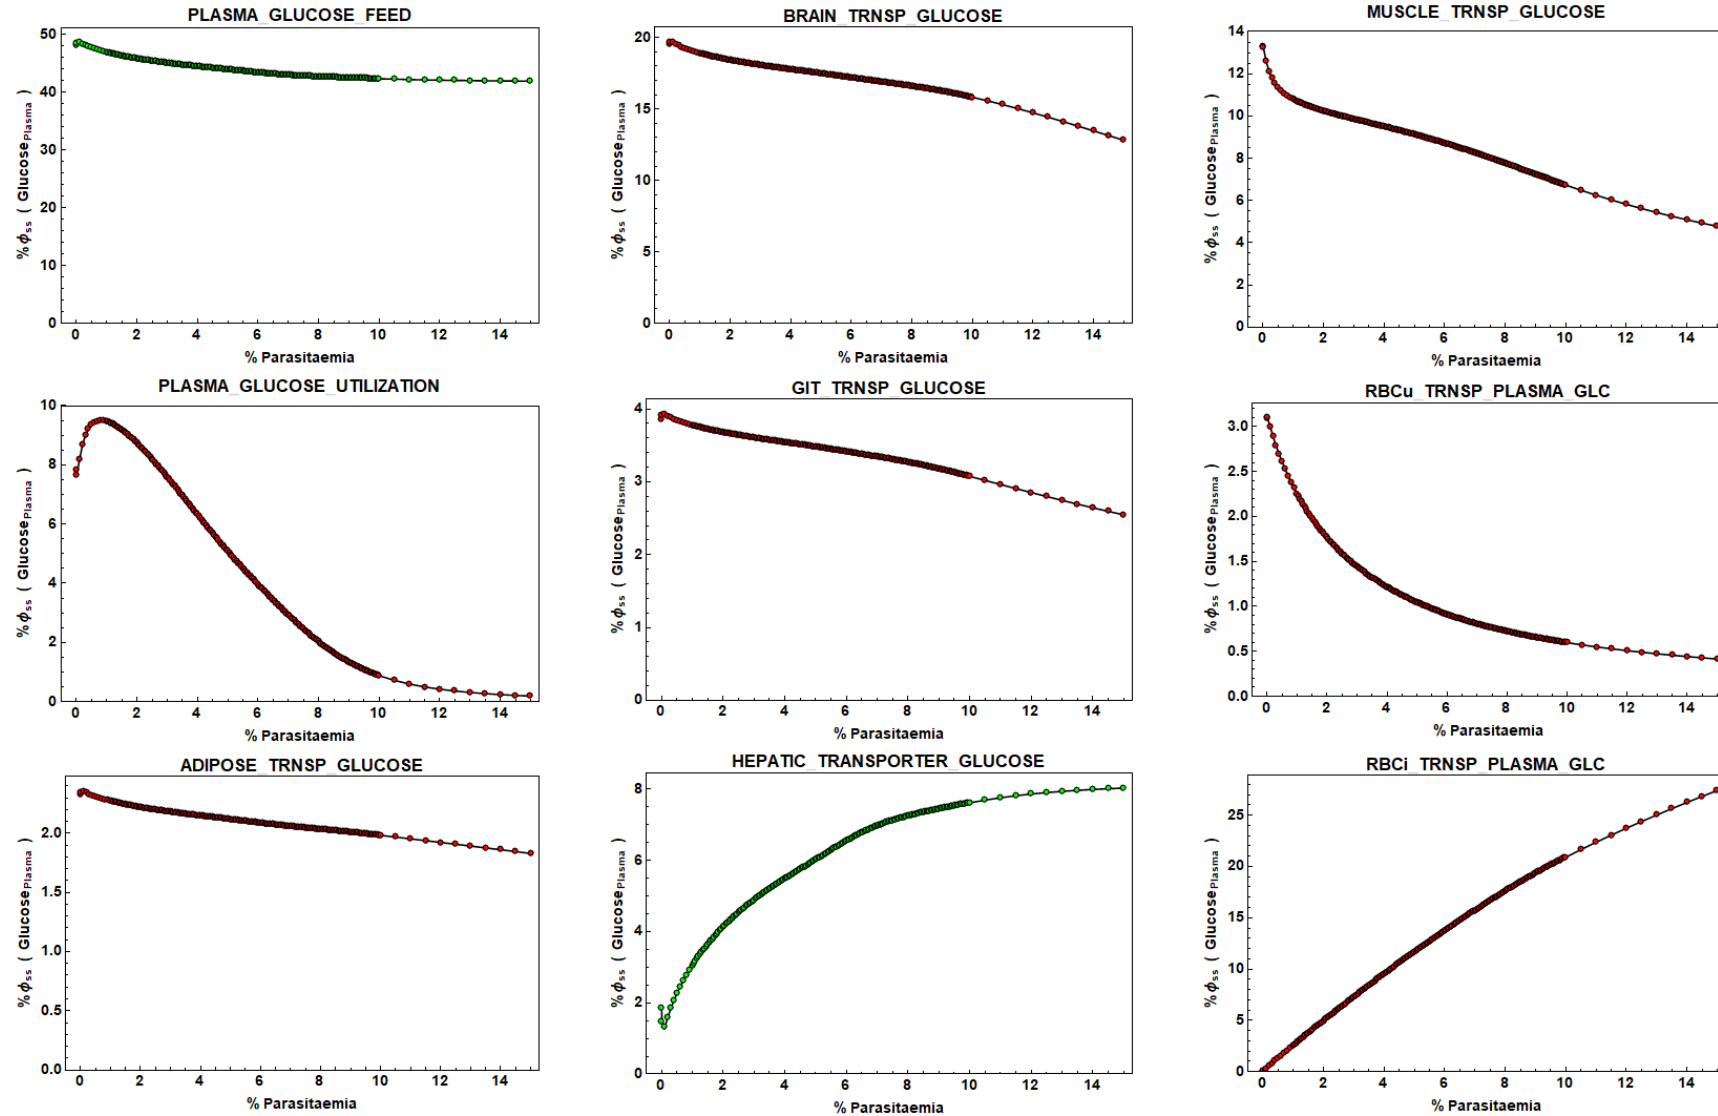 PLASMA_GLUCOSE_FEED
50
40
30
20
10
0
% ϕss ( GlucosePlasma )
0 2 4 6 8 10 12 14
% Parasitaemia
BRAIN_TRNSP_GLUCOSE
20
15
10
5
0
% ϕss ( GlucosePlasma )
0 2 4 6 8 10 12 14
% Parasitaemia
MUSCLE_TRNSP_GLUCOSE
14
12
10
8
6
4
2
0
% ϕss ( GlucosePlasma )
0 2 4 6 8 10 12 14
% Parasitaemia
PLASMA_GLUCOSE_UTILIZATION
10
8
6
4
2
0
% ϕss ( GlucosePlasma )
0 2 4 6 8 10 12 14
% Parasitaemia
GIT_TRNSP_GLUCOSE
4
3
2
1
0
% ϕss ( GlucosePlasma )
0 2 4 6 8 10 12 14
% Parasitaemia
RBCu_TRNSP_PLASMA_GLC
3.0
2.5
2.0
1.5
1.0
0.5
0.0
% ϕss ( GlucosePlasma )
0 2 4 6 8 10 12 14
% Parasitaemia
ADIPOSE_TRNSP_GLUCOSE
2.0
1.5
1.0
0.5
0.0
% ϕss ( GlucosePlasma )
0 2 4 6 8 10 12 14
% Parasitaemia
HEPATIC_TRANSPORTER_GLUCOSE
8
6
4
2
0
% ϕss ( GlucosePlasma )
0 2 4 6 8 10 12 14
% Parasitaemia
RBCi_TRNSP_PLASMA_GLC
25
20
15
10
5
0
% ϕss ( GlucosePlasma )
0 2 4 6 8 10 12 14
% Parasitaemia